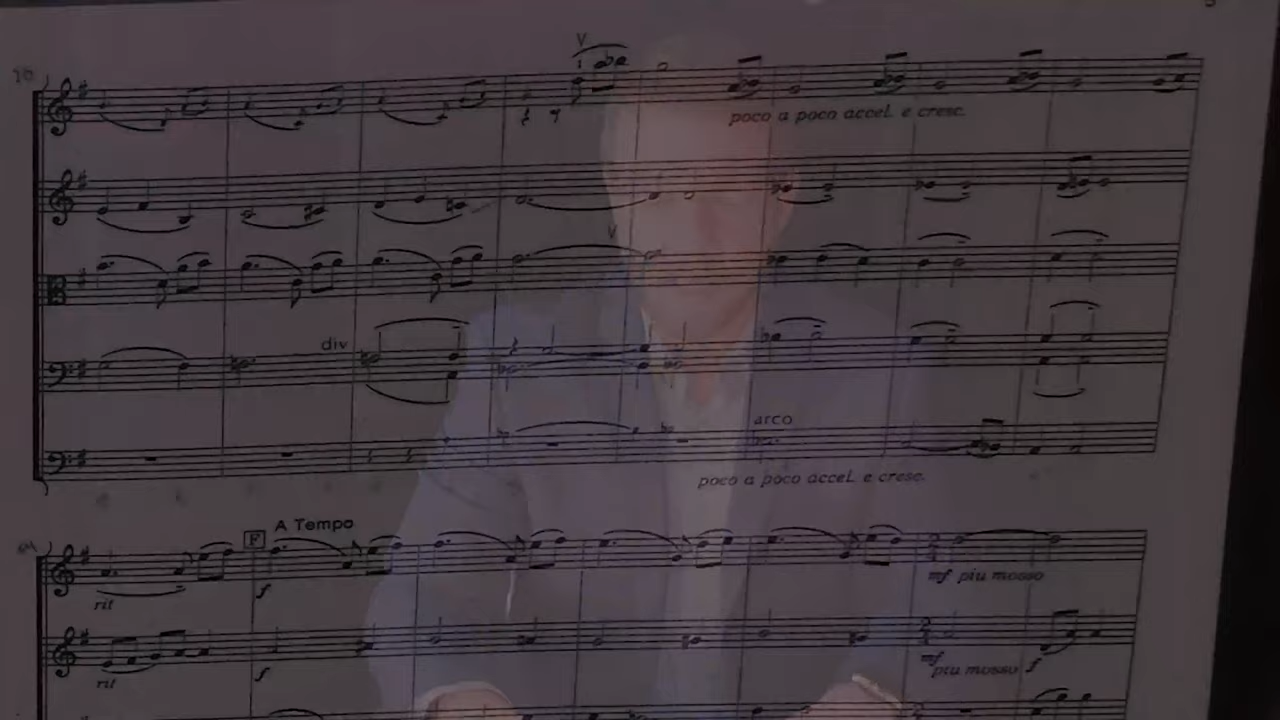 V
poco a poco accel. e cresc.
V
div
arco
poco a poco accel. e cresc.
F A Tempo
rit f mf piu mosso
rit f mf piu mosso f